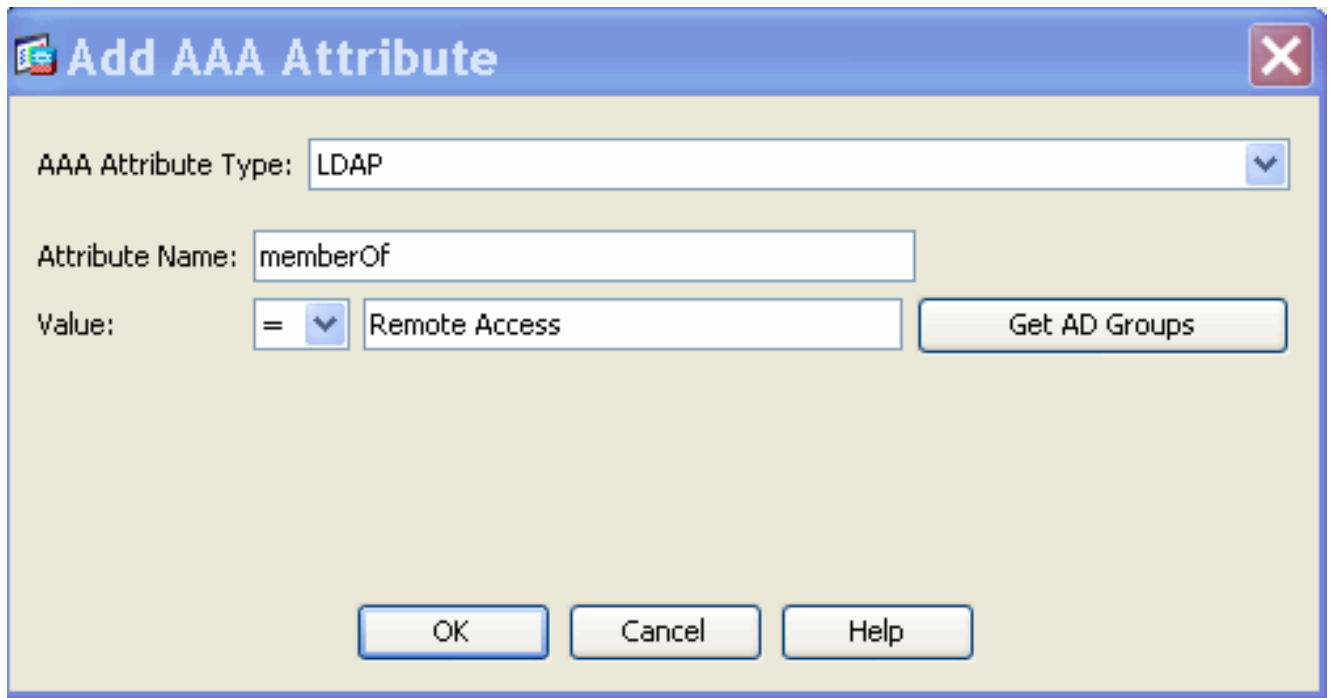 Add AAA Attribute
AAA Attribute Type: LDAP
Attribute Name: memberOf
Value: = Remote Access Get AD Groups
OK Cancel Help